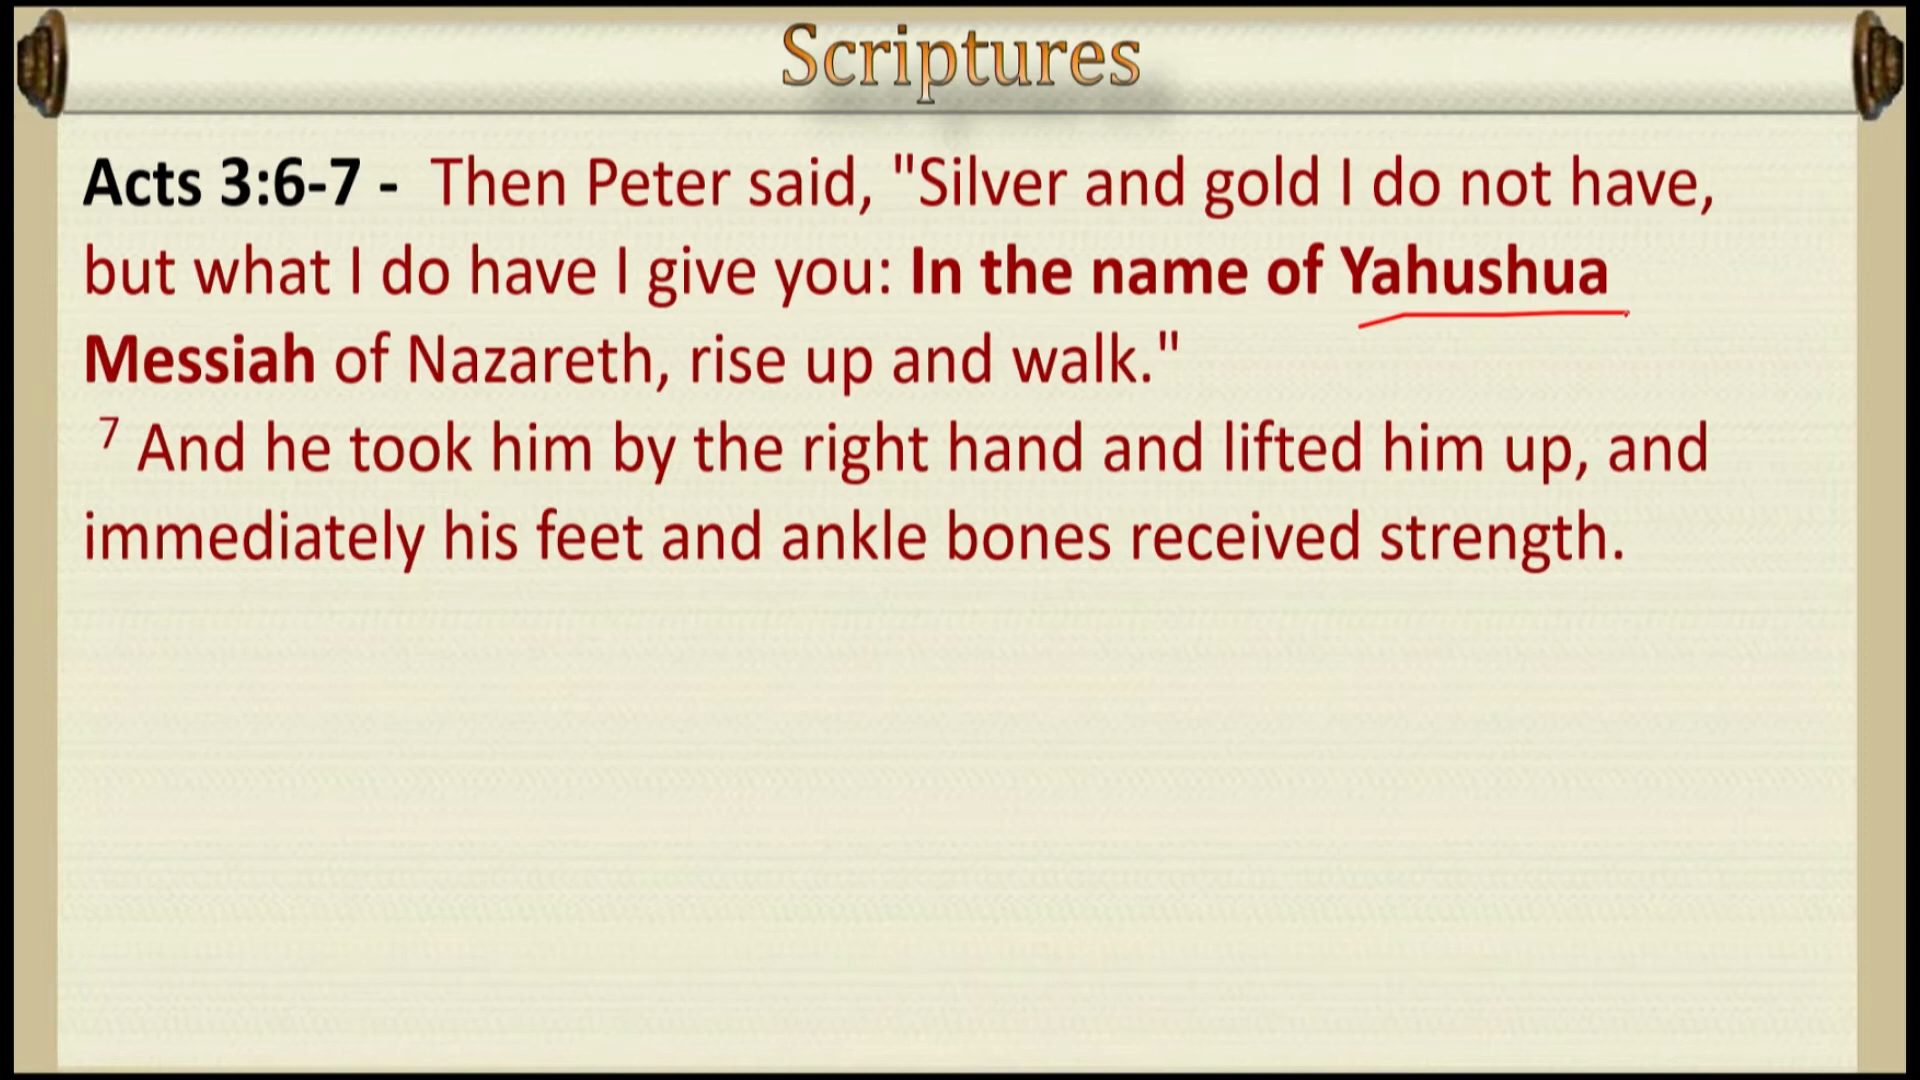 Scriptures
Acts 3:6-7 - Then Peter said, "Silver and gold I do not have,
but what I do have I give you: In the name of Yahushua
Messiah of Nazareth, rise up and walk."
7 And he took him by the right hand and lifted him up, and
immediately his feet and ankle bones received strength.